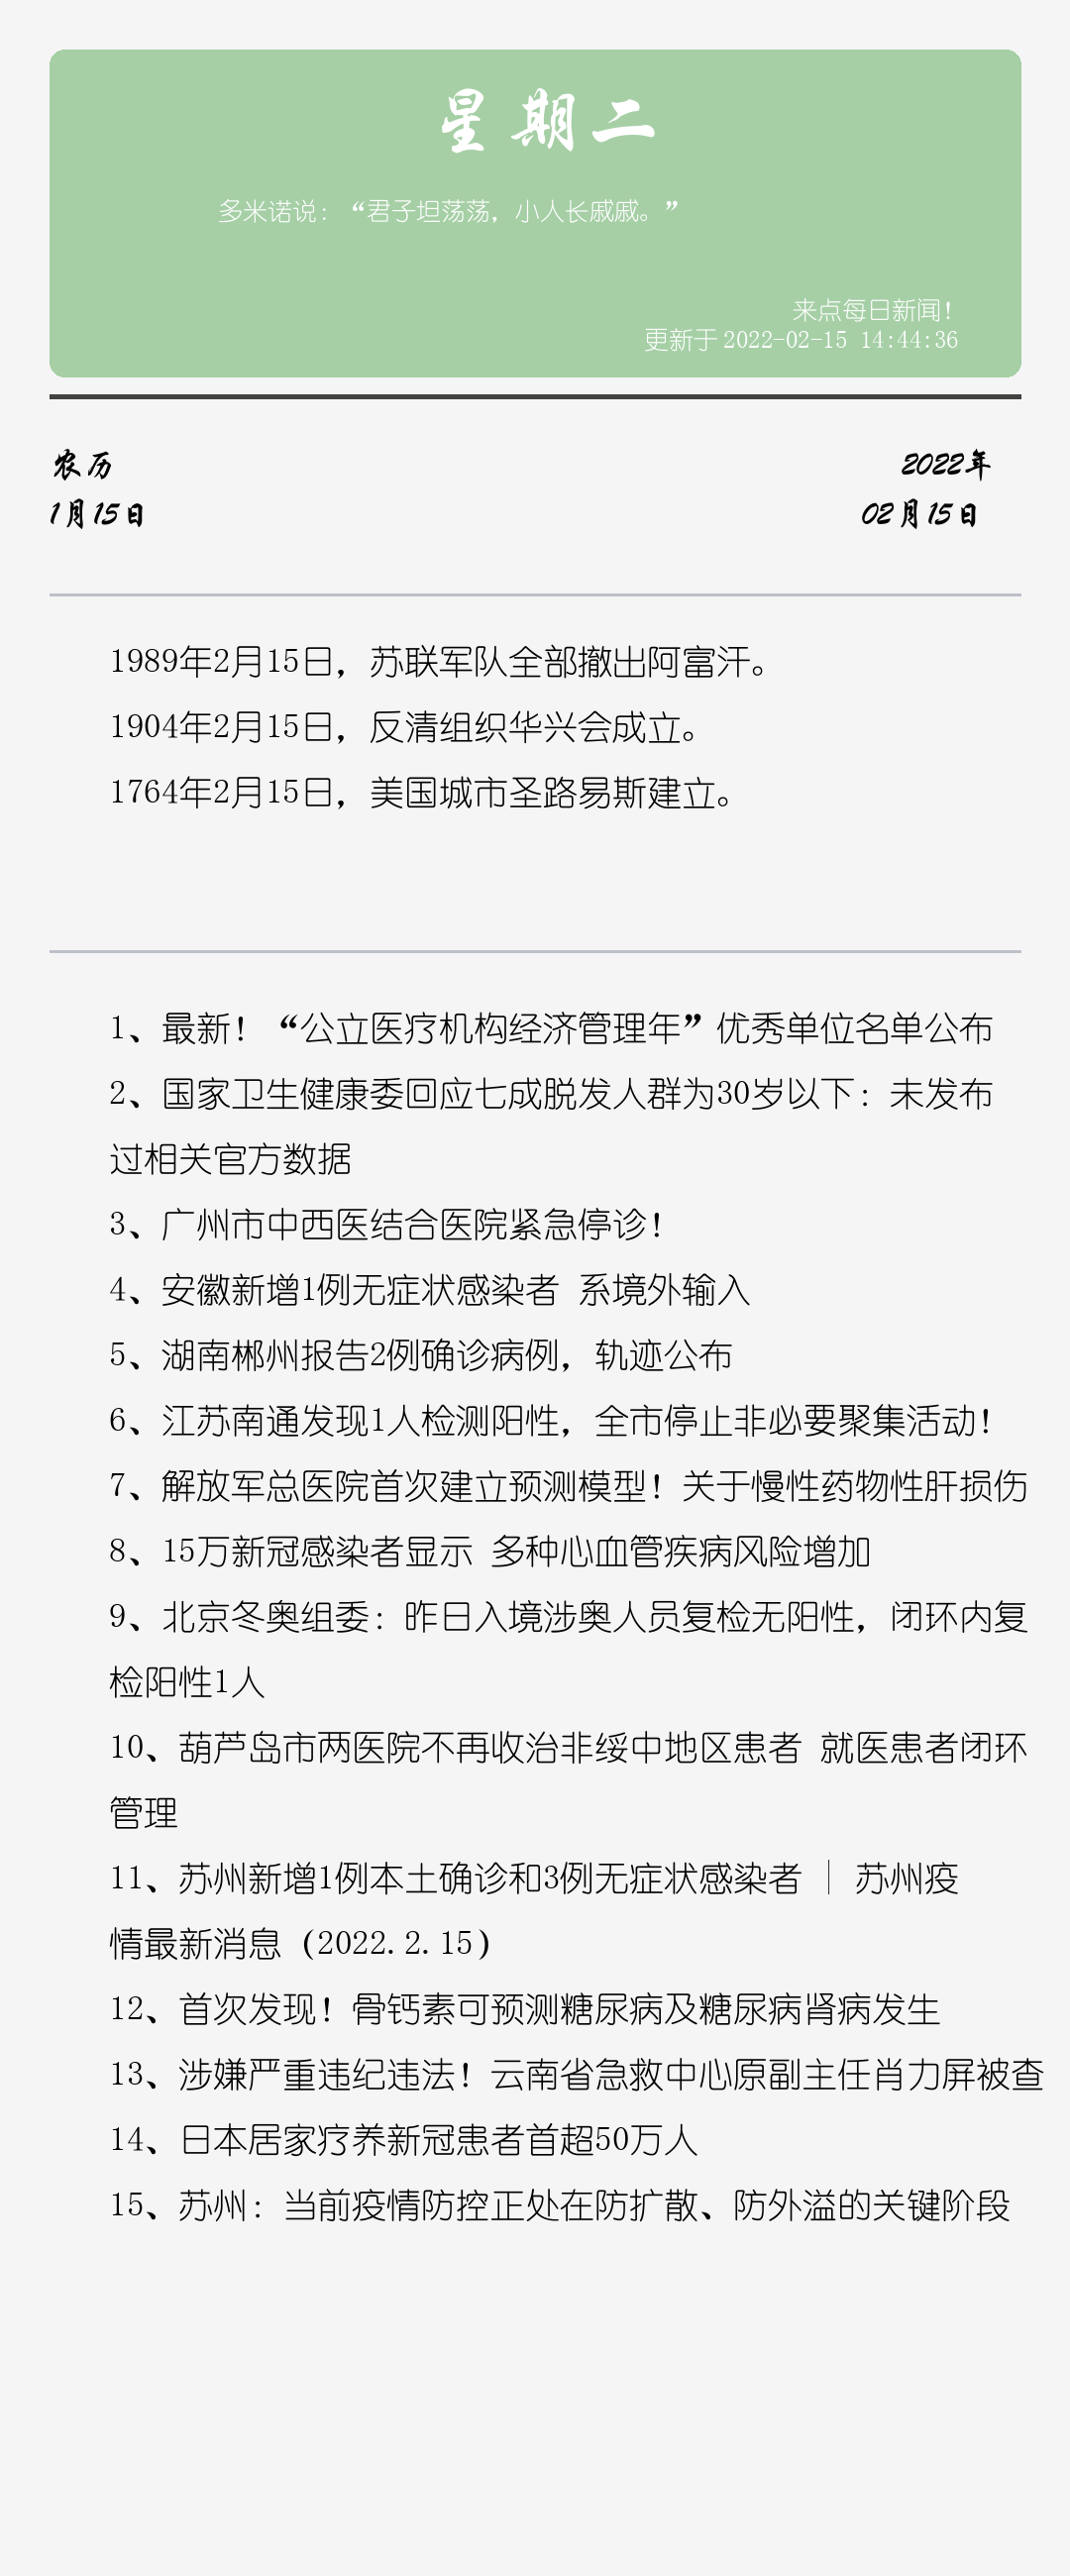 星期二
多米诺说：“君子坦荡荡，小人长戚戚。”
来点每日新闻！
更新于 2022-02-15 14:44:36
农历
2022年
1月15日
02月15日
1989年2月15日，苏联军队全部撤出阿富汗。
1904年2月15日，反清组织华兴会成立。
1764年2月15日，美国城市圣路易斯建立。
1、最新！“公立医疗机构经济管理年”优秀单位名单公布
2、国家卫生健康委回应七成脱发人群为30岁以下：未发布
过相关官方数据
3、广州市中西医结合医院紧急停诊！
4、安徽新增1例无症状感染者 系境外输入
5、湖南郴州报告2例确诊病例，轨迹公布
6、江苏南通发现1人检测阳性，全市停止非必要聚集活动！
7、解放军总医院首次建立预测模型！关于慢性药物性肝损伤
8、15万新冠感染者显示 多种心血管疾病风险增加
9、北京冬奥组委：昨日入境涉奥人员复检无阳性，闭环内复
检阳性1人
10、葫芦岛市两医院不再收治非绥中地区患者 就医患者闭环
管理
11、苏州新增1例本土确诊和3例无症状感染者 ｜ 苏州疫
情最新消息（2022.2.15）
12、首次发现！骨钙素可预测糖尿病及糖尿病肾病发生
13、涉嫌严重违纪违法！云南省急救中心原副主任肖力屏被查
14、日本居家疗养新冠患者首超50万人
15、苏州：当前疫情防控正处在防扩散、防外溢的关键阶段